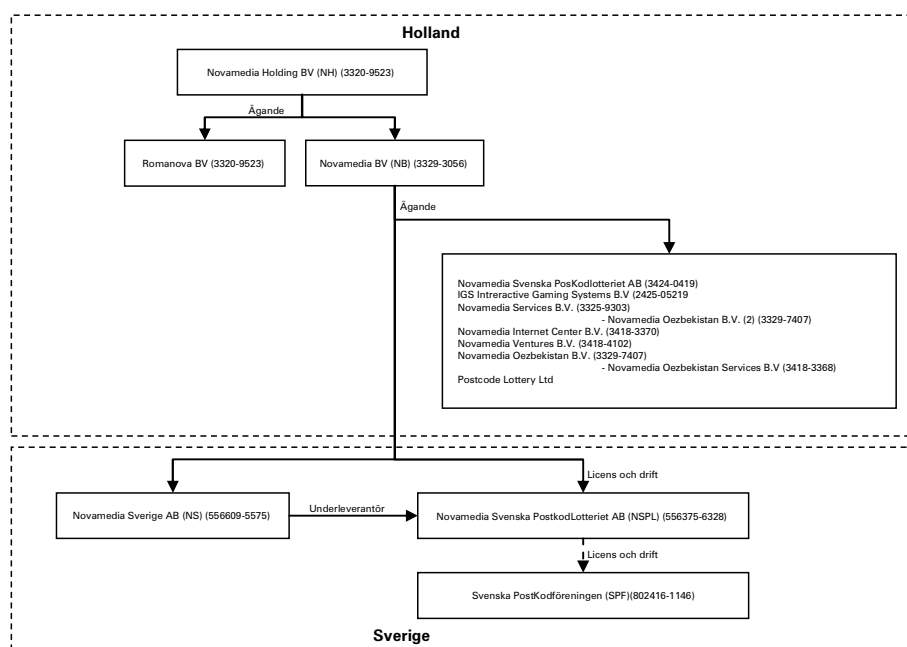 Holland
Novamedia Holding BV (NH) (3320-9523)
Ägande
Romanova BV (3320-9523)
Novamedia BV (NB) (3329-3056)
Ägande
Novamedia Svenska PosKodlotteriet AB (3424-0419)
IGS Intreractive Gaming Systems B.V (2425-05219
Novamedia Services B.V. (3325-9303)
- Novamedia Oezbekistan B.V. (2) (3329-7407)
Novamedia Internet Center B.V. (3418-3370)
Novamedia Ventures B.V. (3418-4102)
Novamedia Oezbekistan B.V. (3329-7407)
- Novamedia Oezbekistan Services B.V (3418-3368)
Postcode Lottery Ltd
Licens och drift
Novamedia Sverige AB (NS) (556609-5575)
Underleverantör
Novamedia Svenska PostkodLotteriet AB (NSPL) (556375-6328)
Licens och drift
Svenska PostKodföreningen (SPF)(802416-1146)
Sverige